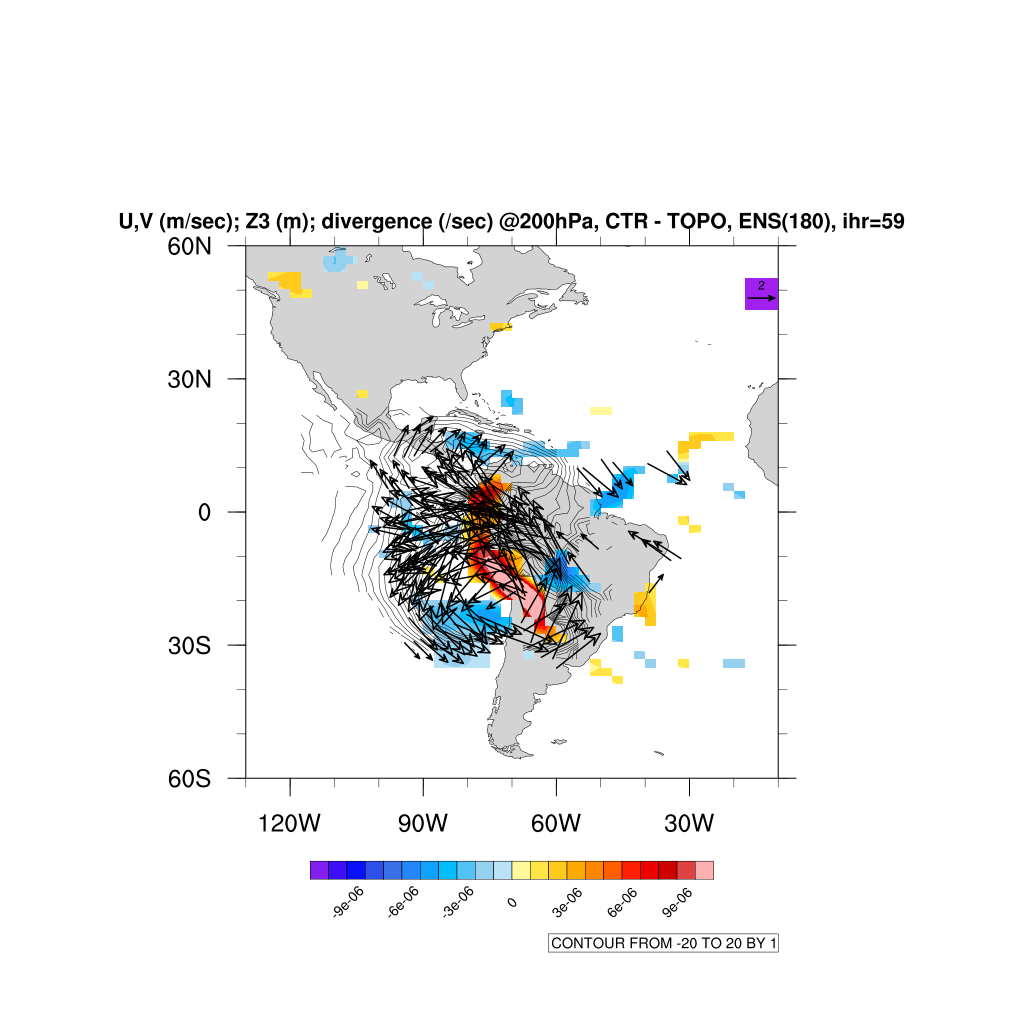 U,V (m/sec); Z3 (m); divergence (/sec) @200hPa, CTR - TOPO, ENS(180), ihr=59
60N
2
30N
0
30S
60S
120W 90W 60W 30W
-9e-06 -6e-06 -3e-06 0 3e-06 6e-06 9e-06
CONTOUR FROM -20 TO 20 BY 1